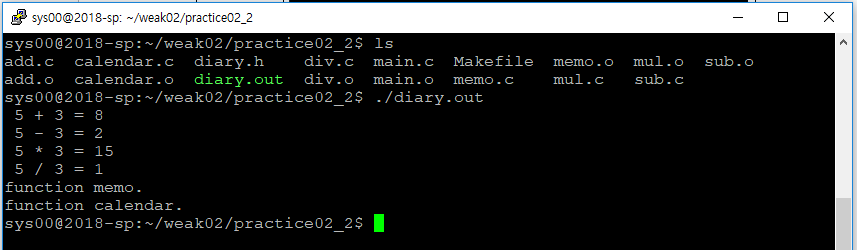 sys00@2018-sp: ~/weak02/practice02_2
sys00@2018-sp:~/weak02/practice02_2$ ls
add.c calendar.c diary.h div.c main.c Makefile memo.o mul.o sub.o
add.o calendar.o diary.out div.o main.o memo.c mul.c sub.c
sys00@2018-sp:~/weak02/practice02_2$ ./diary.out
5 + 3 = 8
5 - 3 = 2
5 * 3 = 15
5 / 3 = 1
function memo.
function calendar.
sys00@2018-sp:~/weak02/practice02_2$